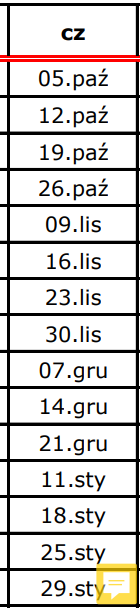 cz
05.paź
12.paź
19.paź
26.paź
09.lis
16.lis
23.lis
30.lis
07.gru
14.gru
21.gru
11.sty
18.sty
25.sty
29.sty